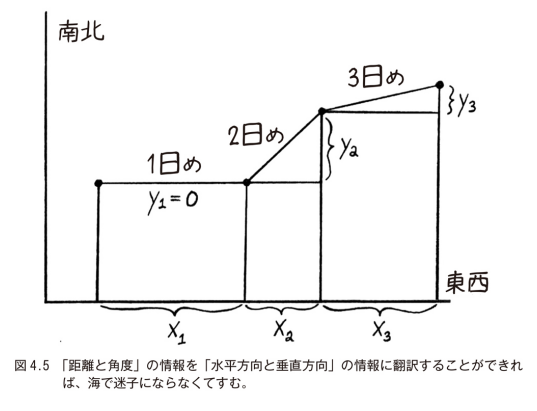 南北
3日め
y3
2日め
y2
1日め
y1=0
東西
x1
x2
x3
図4.5 「距離と角度」の情報を「水平方向と垂直方向」の情報に翻訳することができれ
ば、海で迷子にならなくてすむ。